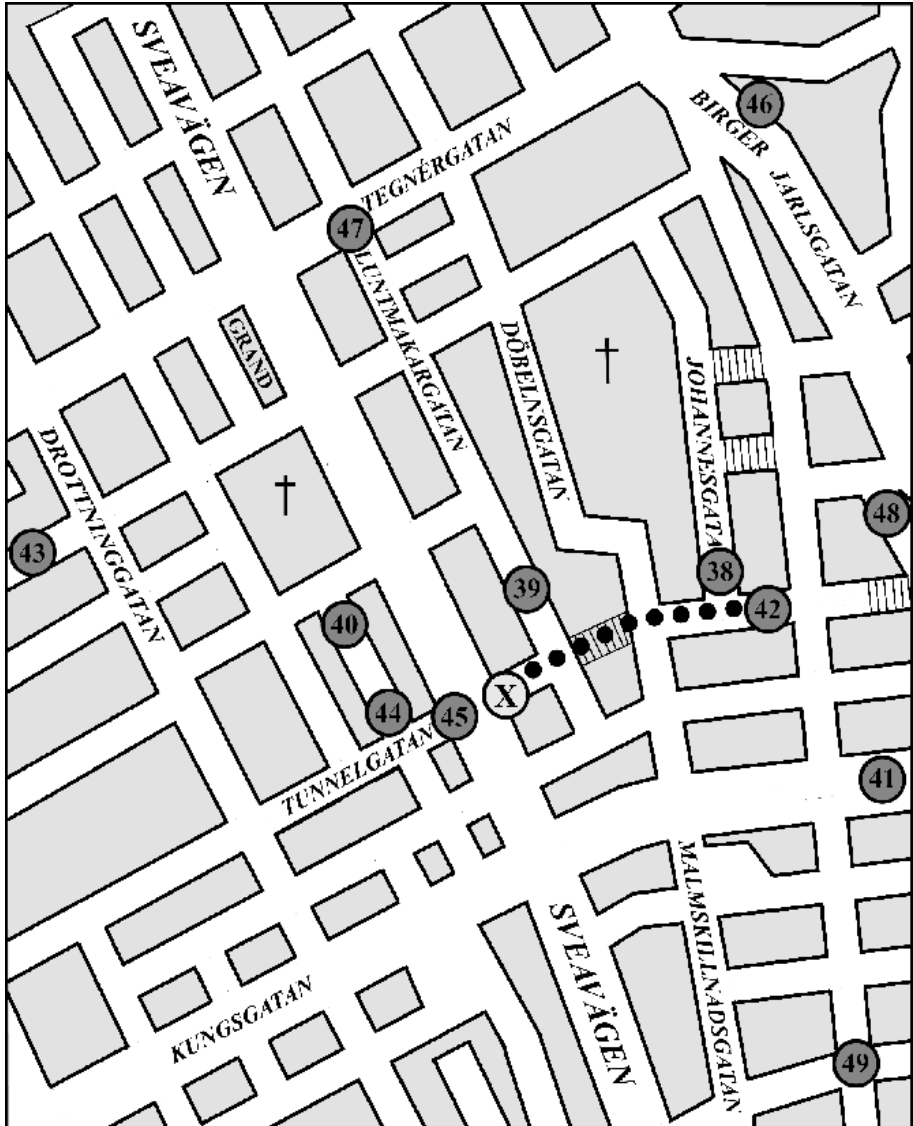 SVEAVÄGEN
BIRGER
JARLSGATAN
46
TEGNÉRGATAN
47
LUNTMAKARGATAN
GRAND
DÖBELNSGATAN
†
JOHANNESGATA
DROTTNINGGATAN
†
43
48
39
38
42
40
44
45
X
TUNNELGATAN
41
MALMSKILLNADSGATAN
SVEAVÄGEN
KUNGSGATAN
49